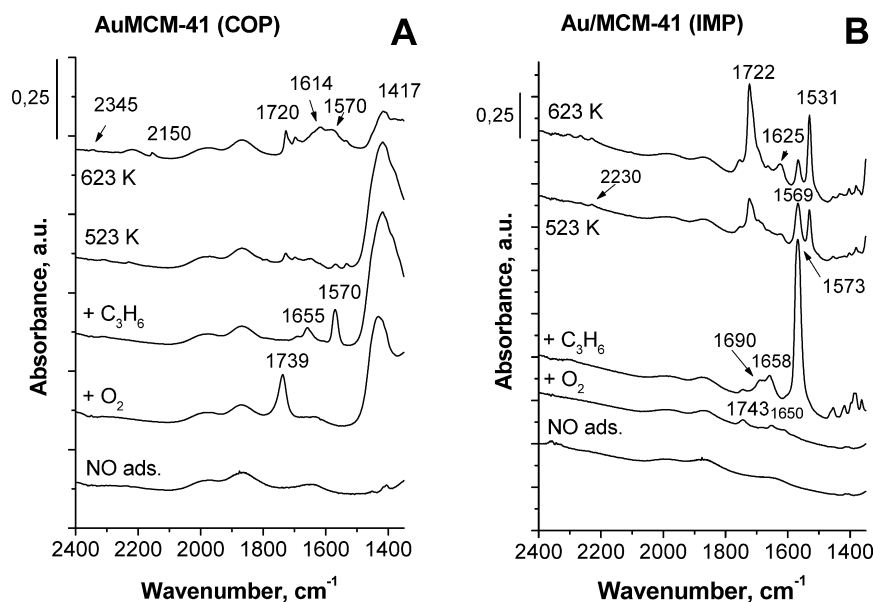 AuMCM-41 (COP)
A
0,25
2345
2150
1720
1614
1570
1417
623 K
523 K
+ C₃H₆
1655
1570
+ O₂
1739
NO ads.
Absorbance, a.u.
2400 2200 2000 1800 1600 1400
Wavenumber, cm⁻¹
Au/MCM-41 (IMP)
B
0,25
1722
1531
623 K
1625
2230
1569
523 K
1573
+ C₃H₆
1690
1658
+ O₂
1743
1650
NO ads.
Absorbance, a.u.
2400 2200 2000 1800 1600 1400
Wavenumber, cm⁻¹